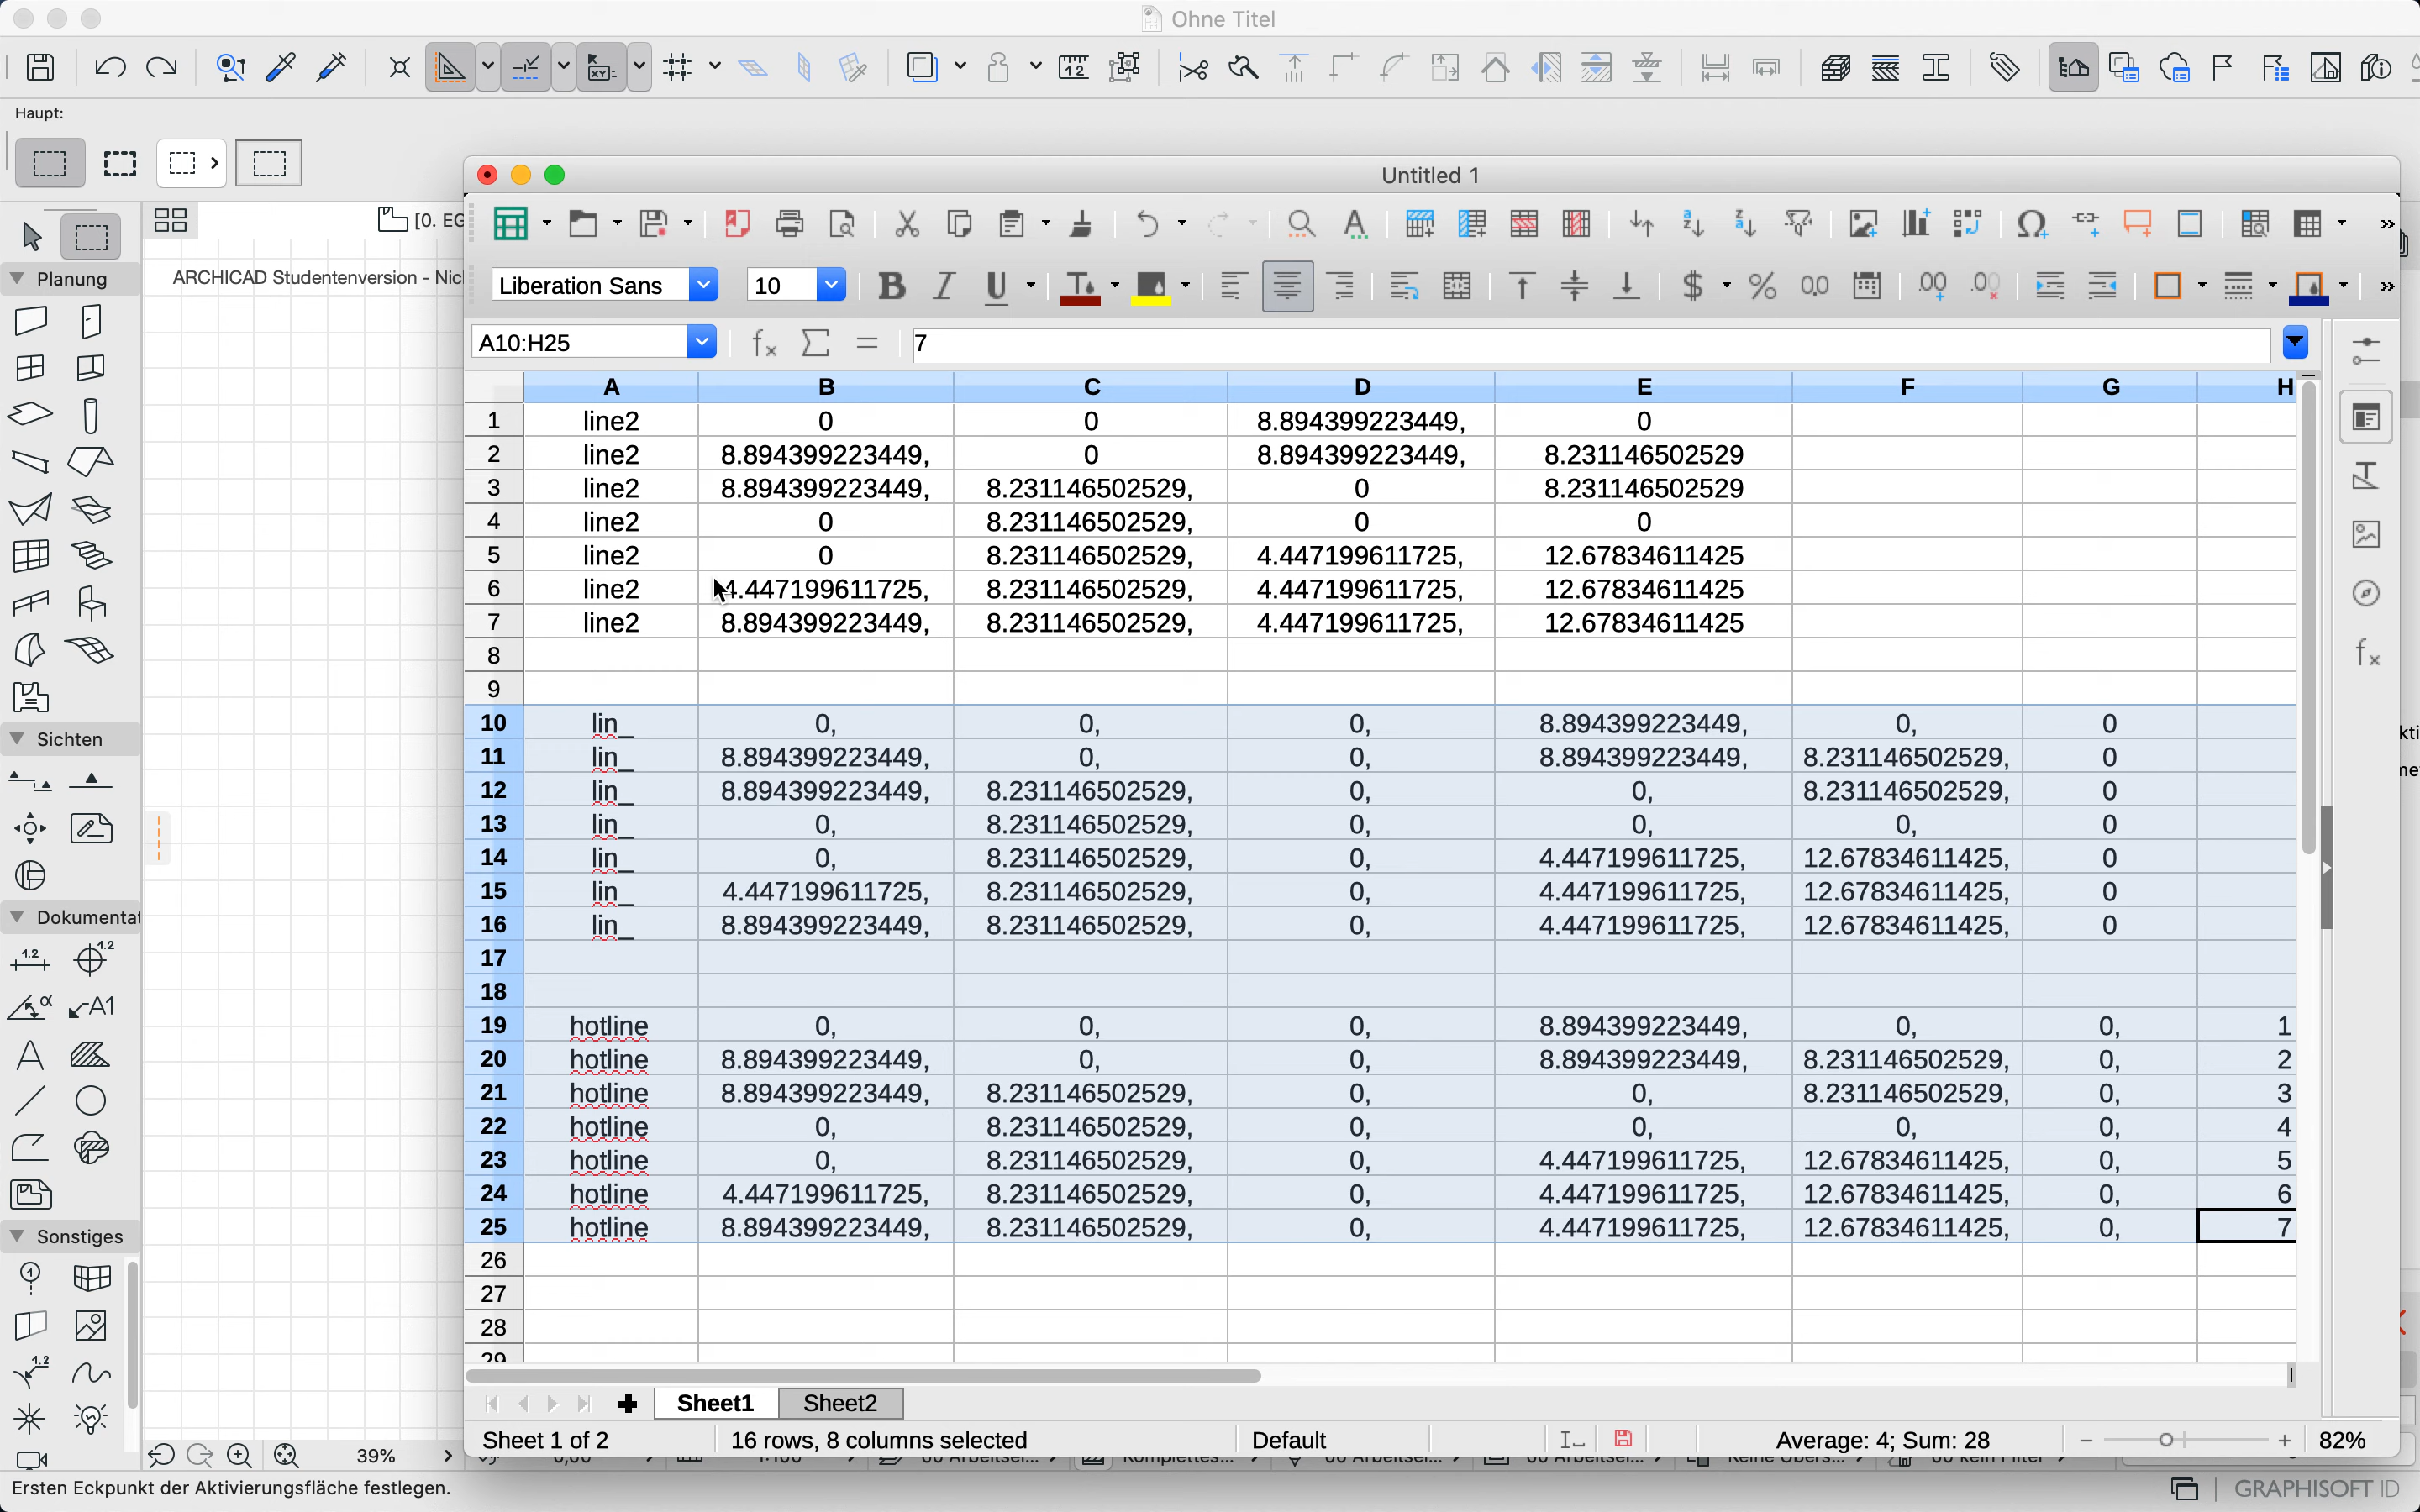 Ohne Titel
Haupt:
Untitled 1
[0. EG
Planung
ARCHICAD Studentenversion - Nic
Liberation Sans 10
A10:H25 7
A B C D E F G H
1 line2 0 0 8.894399223449, 0
2 line2 8.894399223449, 0 8.894399223449, 8.231146502529
3 line2 8.894399223449, 8.231146502529, 0 8.231146502529
4 line2 0 8.231146502529, 0 0
5 line2 0 8.231146502529, 4.447199611725, 12.67834611425
6 line2 4.447199611725, 8.231146502529, 4.447199611725, 12.67834611425
7 line2 8.894399223449, 8.231146502529, 4.447199611725, 12.67834611425
8
9
10 lin_ 0, 0, 0, 8.894399223449, 0, 0
11 lin_ 8.894399223449, 0, 0, 8.894399223449, 8.231146502529, 0
12 lin_ 8.894399223449, 8.231146502529, 0, 0, 8.231146502529, 0
13 lin_ 0, 8.231146502529, 0, 0, 0, 0
14 lin_ 0, 8.231146502529, 0, 4.447199611725, 12.67834611425, 0
15 lin_ 4.447199611725, 8.231146502529, 0, 4.447199611725, 12.67834611425, 0
16 lin_ 8.894399223449, 8.231146502529, 0, 4.447199611725, 12.67834611425, 0
17
18
19 hotline 0, 0, 0, 8.894399223449, 0, 0, 1
20 hotline 8.894399223449, 0, 0, 8.894399223449, 8.231146502529, 0, 2
21 hotline 8.894399223449, 8.231146502529, 0, 0, 8.231146502529, 0, 3
22 hotline 0, 8.231146502529, 0, 0, 0, 0, 4
23 hotline 0, 8.231146502529, 0, 4.447199611725, 12.67834611425, 0, 5
24 hotline 4.447199611725, 8.231146502529, 0, 4.447199611725, 12.67834611425, 0, 6
25 hotline 8.894399223449, 8.231146502529, 0, 4.447199611725, 12.67834611425, 0, 7
26
27
28
29
Sichten
Dokumentat
Sonstiges
Sheet1 Sheet2
Sheet 1 of 2 16 rows, 8 columns selected Default Average: 4; Sum: 28 82%
39%
Ersten Eckpunkt der Aktivierungsfläche festlegen. GRAPHISOFT ID